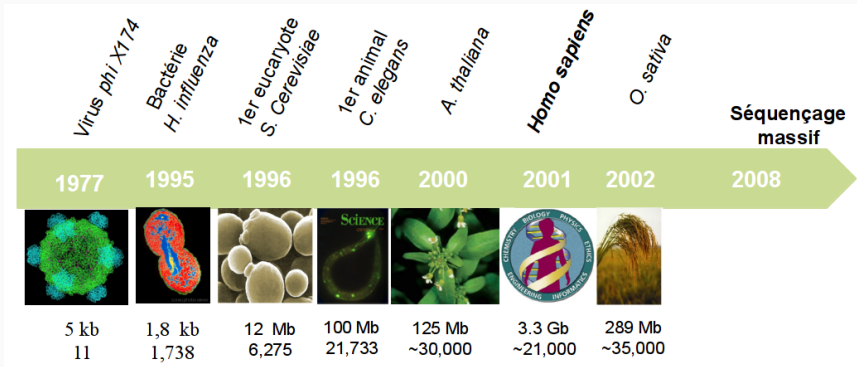 Virus phi X174
Bactérie
H. influenza
1er eucaryote
S. Cerevisiae
1er animal
C. elegans
A. thaliana
Homo sapiens
O. sativa
Séquençage
massif
1977
1995
1996
1996
2000
2001
2002
2008
SCIENCE
CHEMISTRY BIOLOGY PHYSICS ETHICS INFORMATICS ENGINEERING
5 kb
1,8 kb
12 Mb
100 Mb
125 Mb
3.3 Gb
289 Mb
11
1,738
6,275
21,733
~30,000
~21,000
~35,000